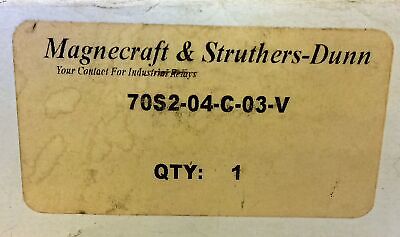 Magnecraft & Struthers-Dunn
Your Contact For Industrial Relays
70S2-04-C-03-V
QTY: 1